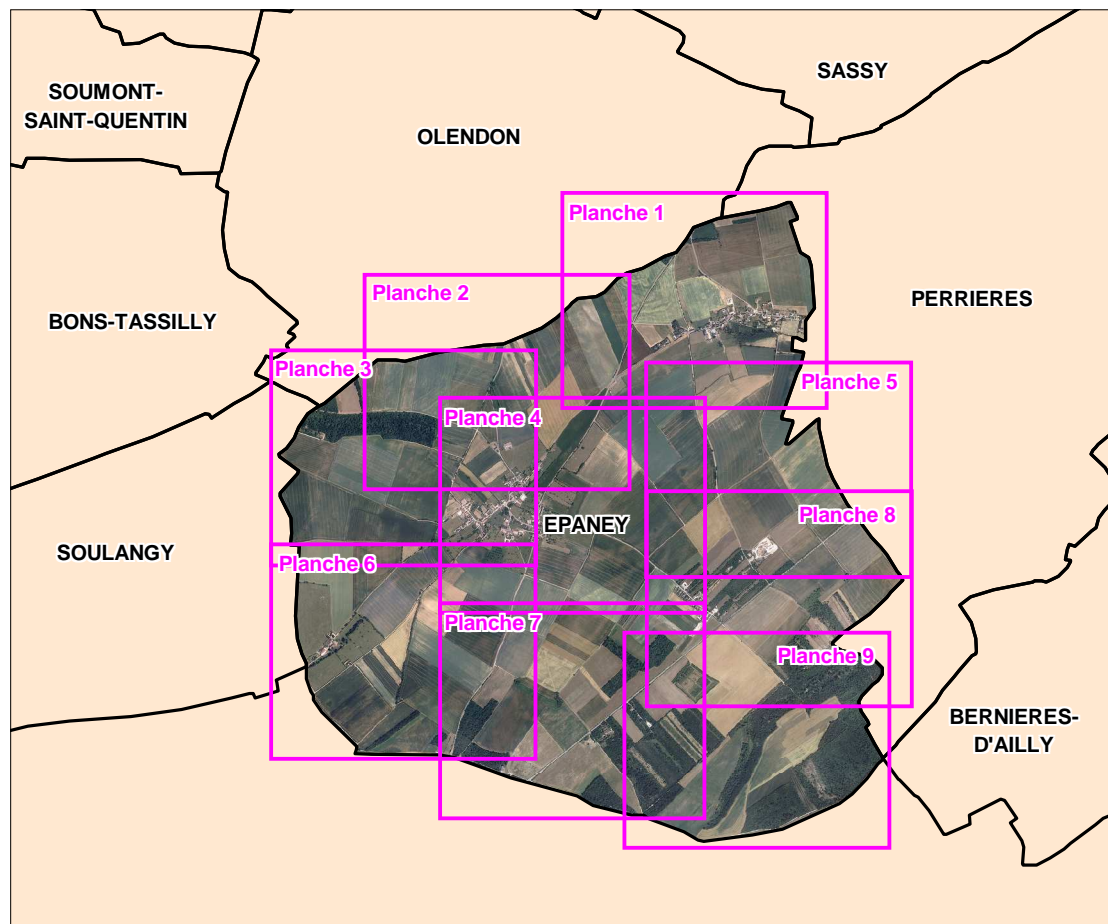 SASSY
SOUMONT-
SAINT-QUENTIN
OLENDON
Planche 1
Planche 2
PERRIERES
BONS-TASSILLY
Planche 3
Planche 5
Planche 4
Planche 8
EPANEY
SOULANGY
Planche 6
Planche 7
Planche 9
BERNIERES-
D'AILLY